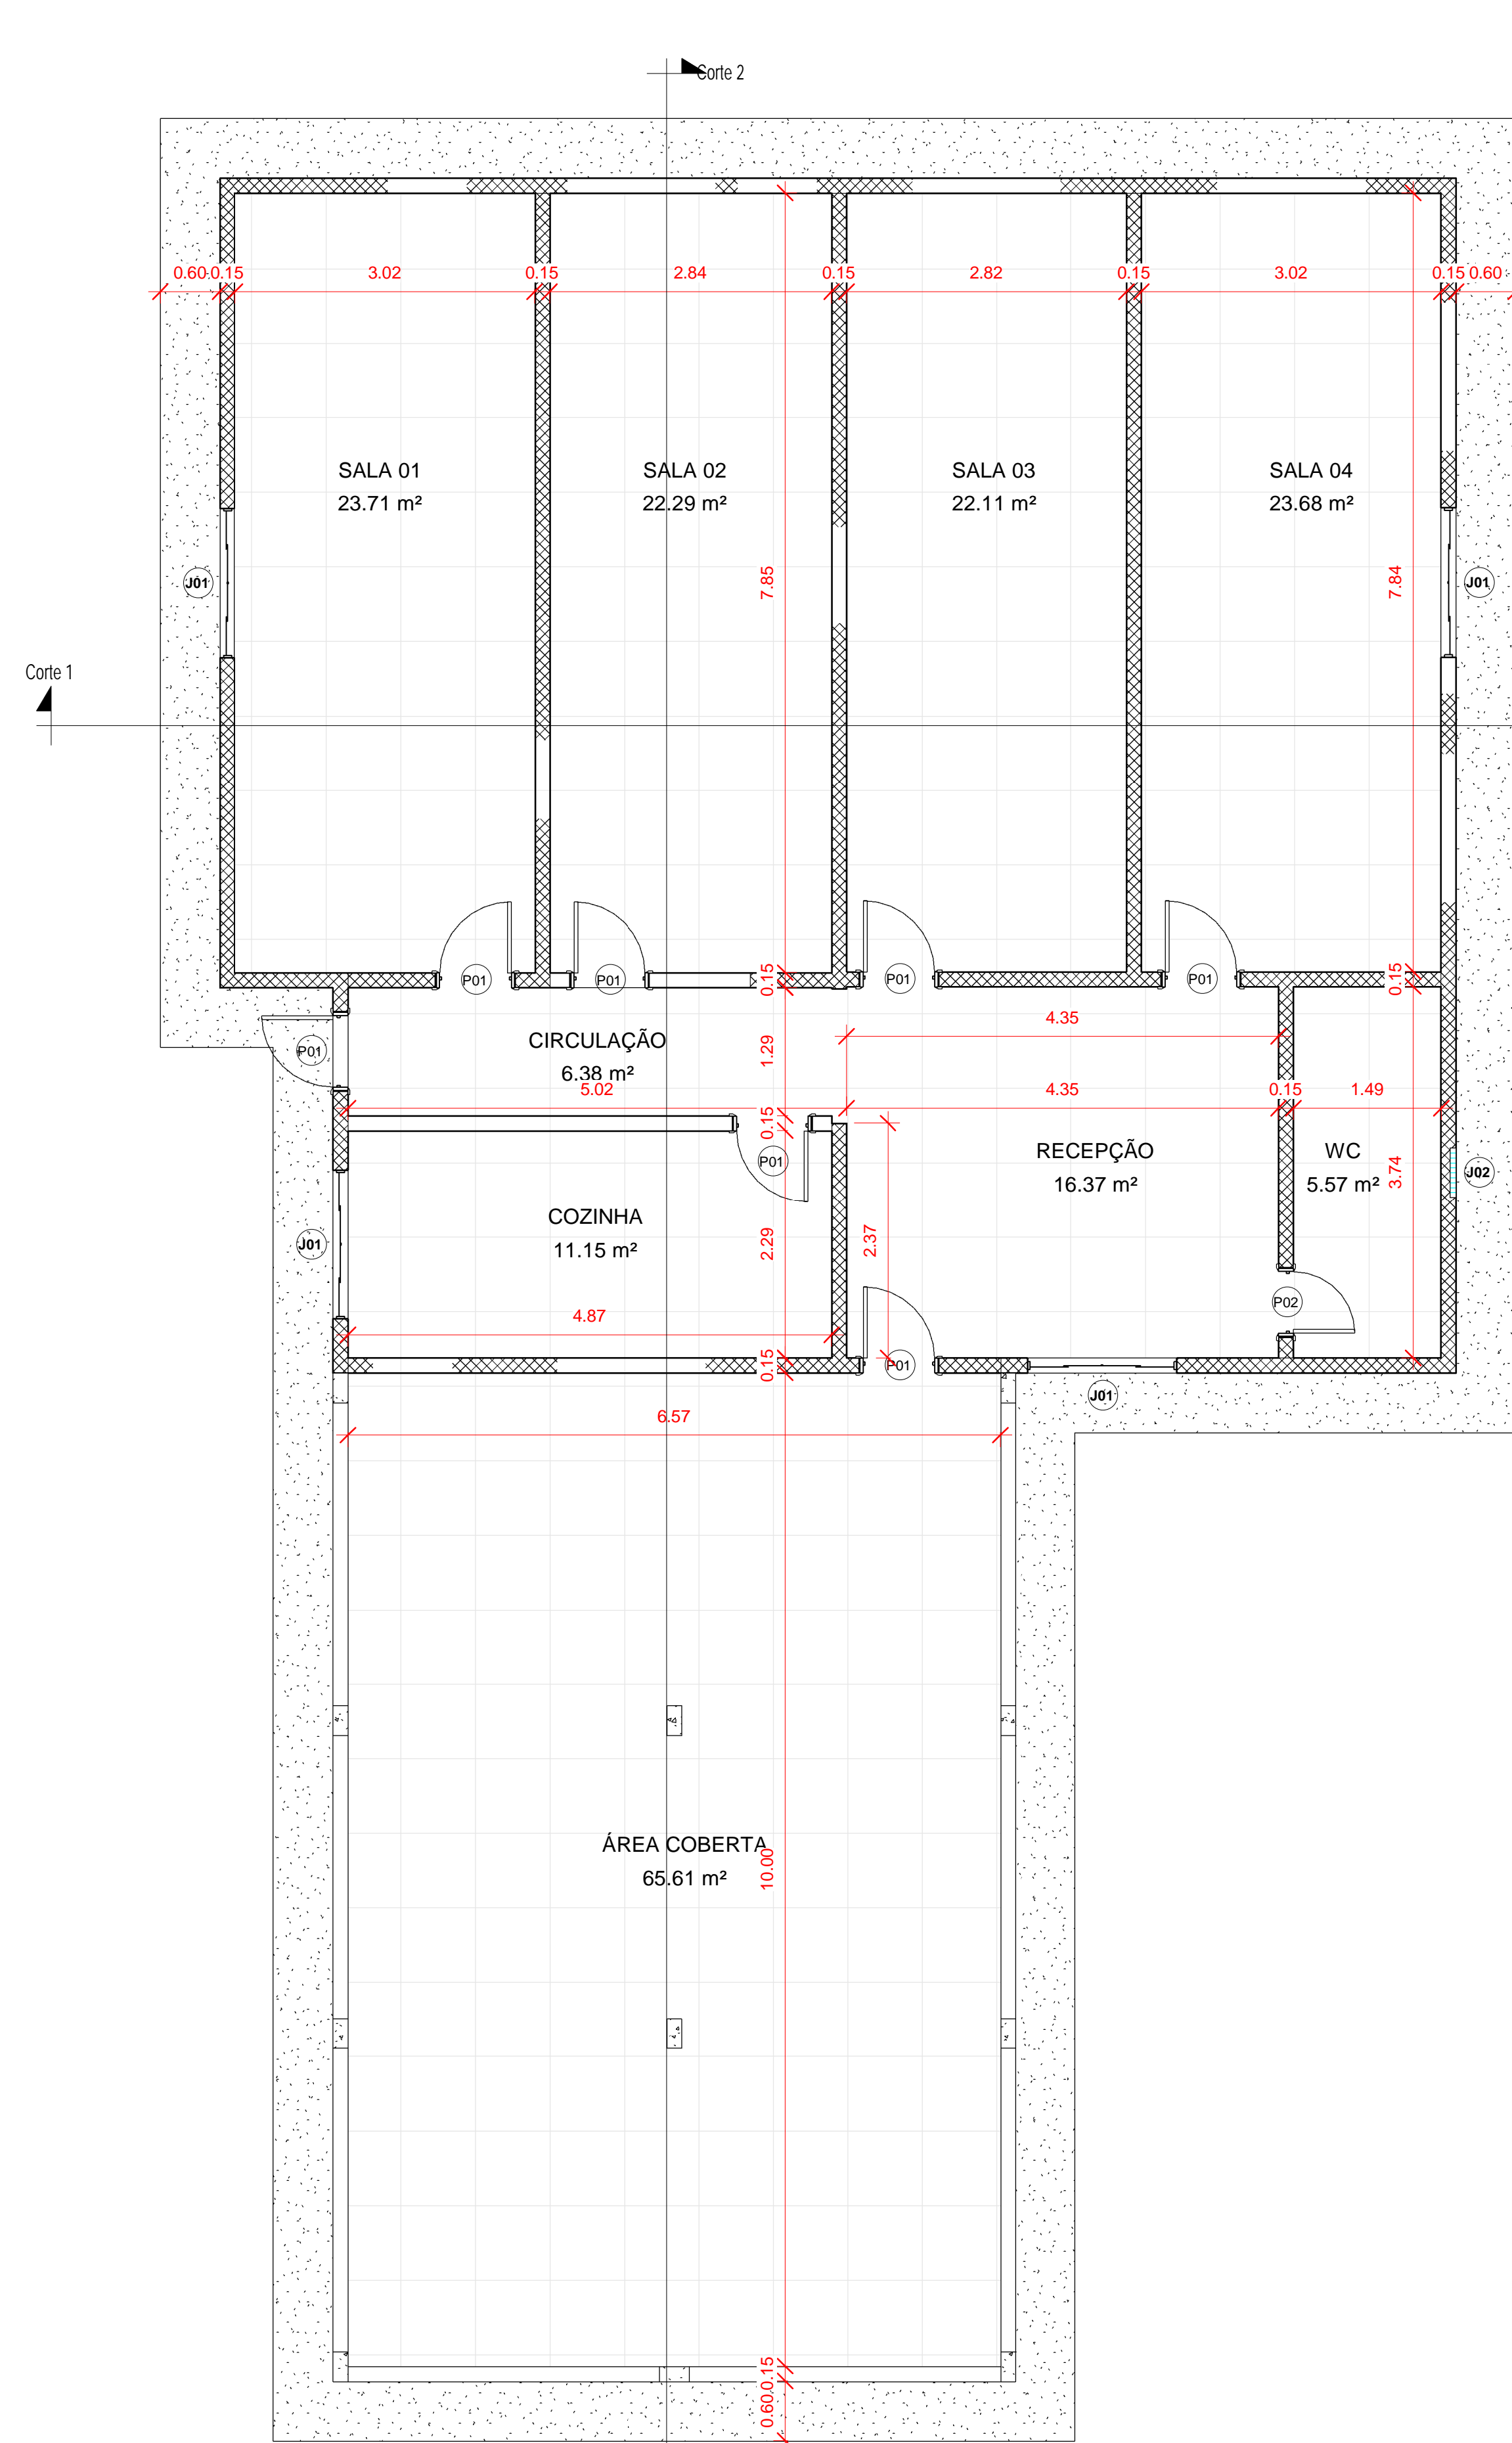 Corte 2
0.60
0.15
3.02
0.15
2.84
0.15
2.82
0.15
3.02
0.15
0.60
SALA 01
23.71 m²
SALA 02
22.29 m²
SALA 03
22.11 m²
SALA 04
23.68 m²
J01
7.85
7.84
J01
Corte 1
P01
P01
0.15
P01
P01
0.15
4.35
CIRCULAÇÃO
6.38 m²
P01
1.29
5.02
4.35
0.15
1.49
0.15
P01
RECEPÇÃO
16.37 m²
WC
5.57 m²
3.74
J02
COZINHA
11.15 m²
J01
2.29
2.37
P02
4.87
0.15
P01
J01
6.57
ÁREA COBERTA
65.61 m²
10.00
0.15
0.60